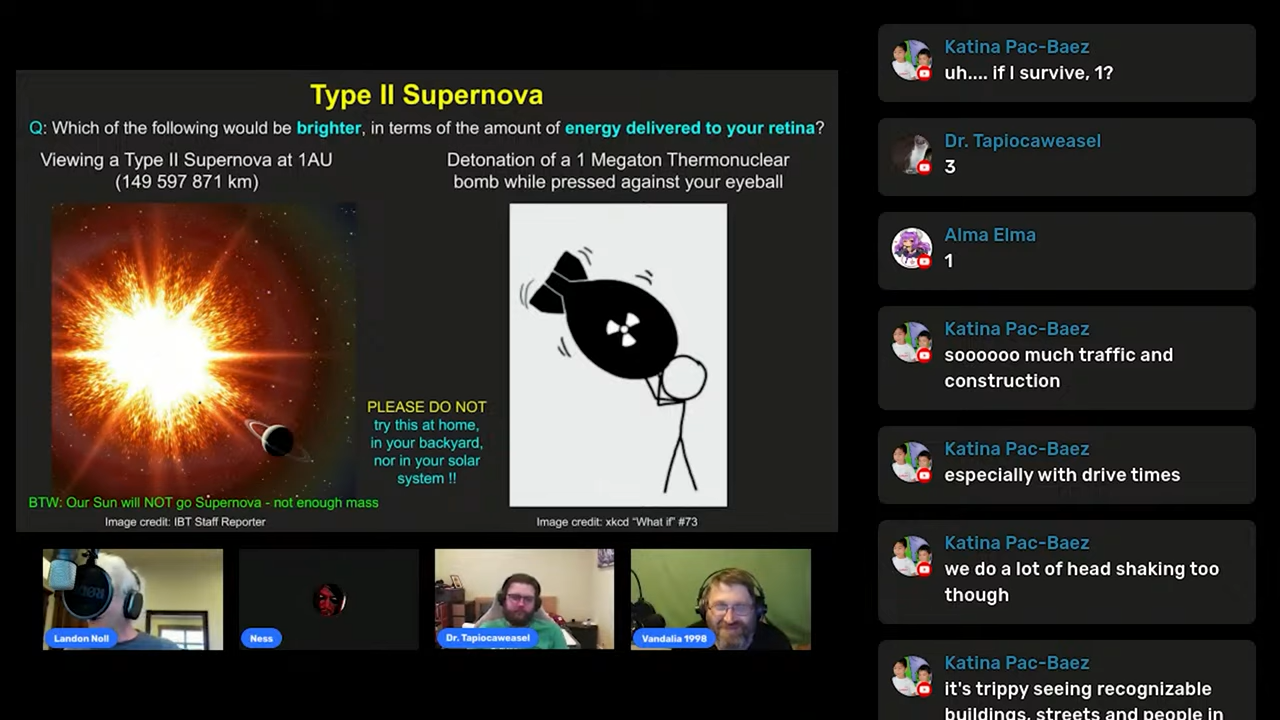 Type II Supernova
Q: Which of the following would be brighter, in terms of the amount of energy delivered to your retina?
Viewing a Type II Supernova at 1AU
(149 597 871 km)
Detonation of a 1 Megaton Thermonuclear
bomb while pressed against your eyeball
PLEASE DO NOT
try this at home,
in your backyard,
nor in your solar
system !!
BTW: Our Sun will NOT go Supernova - not enough mass
Image credit: IBT Staff Reporter
Image credit: xkcd "What if" #73
Landon Noll
Ness
Dr. Tapiocaweasel
Vandalia 1998
Katina Pac-Baez
uh.... if I survive, 1?
Dr. Tapiocaweasel
3
Alma Elma
1
Katina Pac-Baez
soooooo much traffic and
construction
Katina Pac-Baez
especially with drive times
Katina Pac-Baez
we do a lot of head shaking too
though
Katina Pac-Baez
it's trippy seeing recognizable
buildings, streets and people in